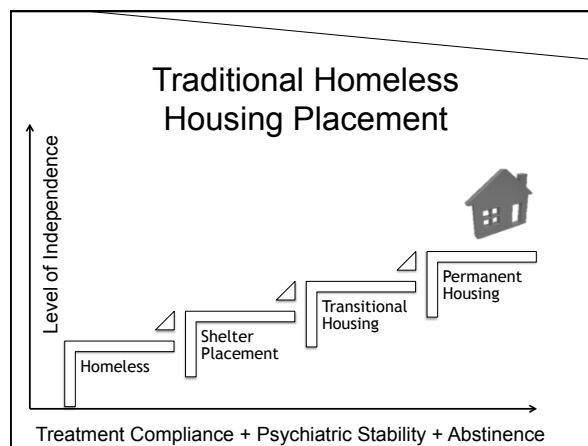 Traditional Homeless
Housing Placement
Level of Independence
Permanent
Housing
Transitional
Housing
Shelter
Placement
Homeless
Treatment Compliance + Psychiatric Stability + Abstinence